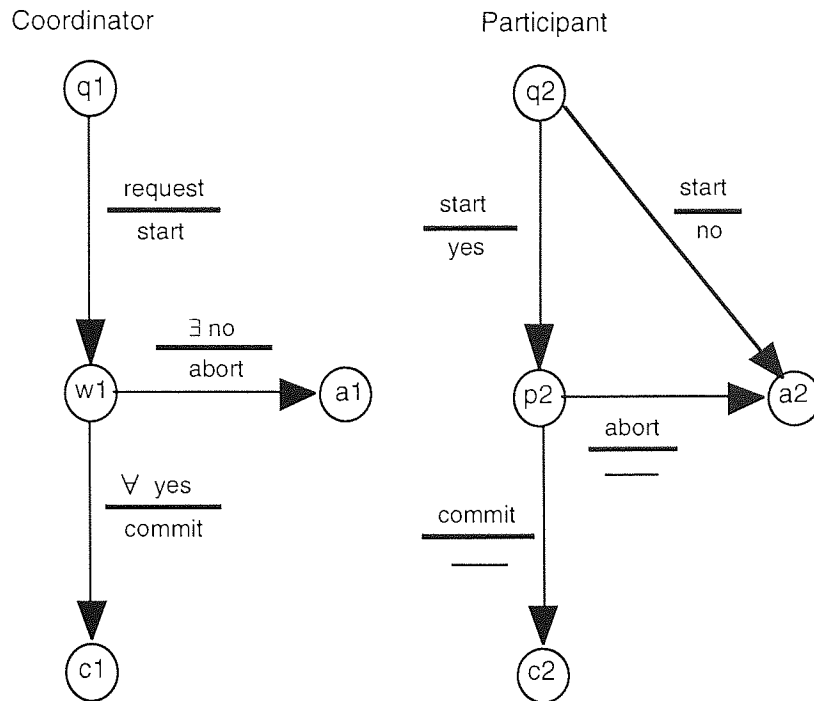 Coordinator
q1
request
start
∃ no
abort
w1
a1
∀ yes
commit
c1
Participant
q2
start
yes
start
no
p2
a2
abort
commit
c2